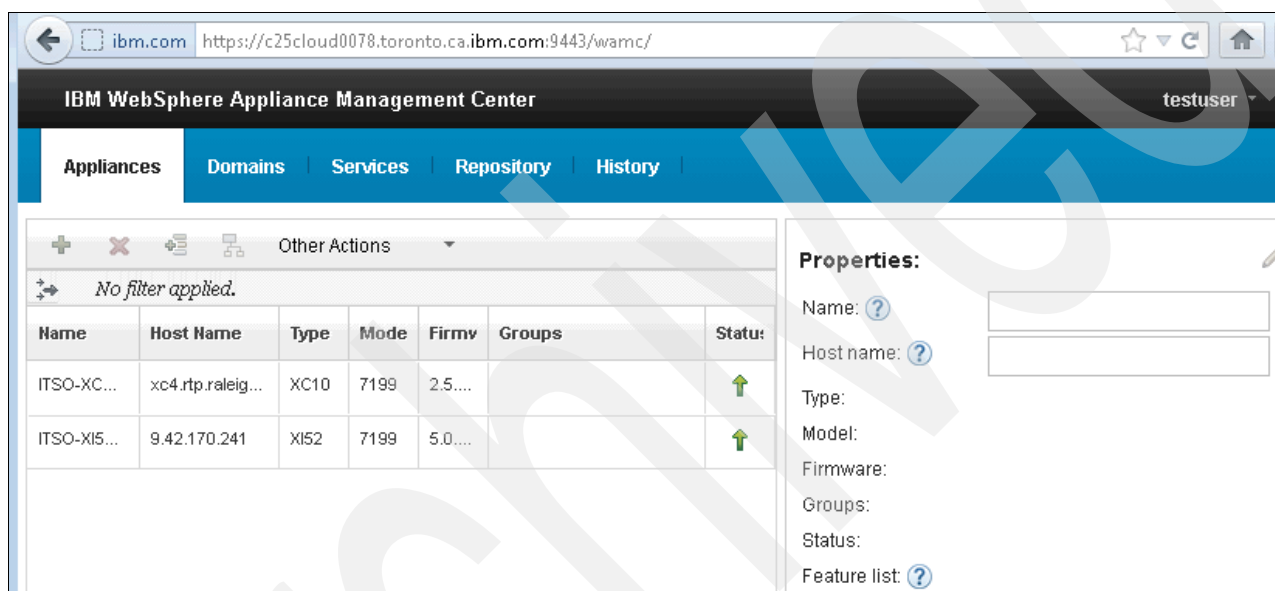 ibm.com https://c25cloud0078.toronto.ca.ibm.com:9443/wamc/
IBM WebSphere Appliance Management Center testuser
Appliances Domains Services Repository History
Other Actions
No filter applied.
Name Host Name Type Mode Firmv Groups Status
ITSO-XC... xc4.rtp.raleig... XC10 7199 2.5....
ITSO-XI5... 9.42.170.241 XI52 7199 5.0....
Properties:
Name: ?
Host name: ?
Type:
Model:
Firmware:
Groups:
Status:
Feature list: ?